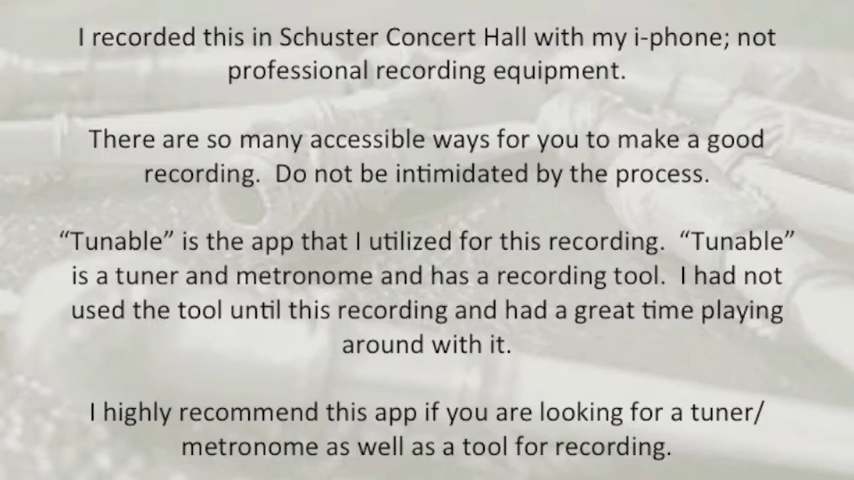 I recorded this in Schuster Concert Hall with my i-phone; not
professional recording equipment.
There are so many accessible ways for you to make a good
recording.  Do not be intimidated by the process.
“Tunable” is the app that I utilized for this recording.  “Tunable”
is a tuner and metronome and has a recording tool.  I had not
used the tool until this recording and had a great time playing
around with it.
I highly recommend this app if you are looking for a tuner/
metronome as well as a tool for recording.